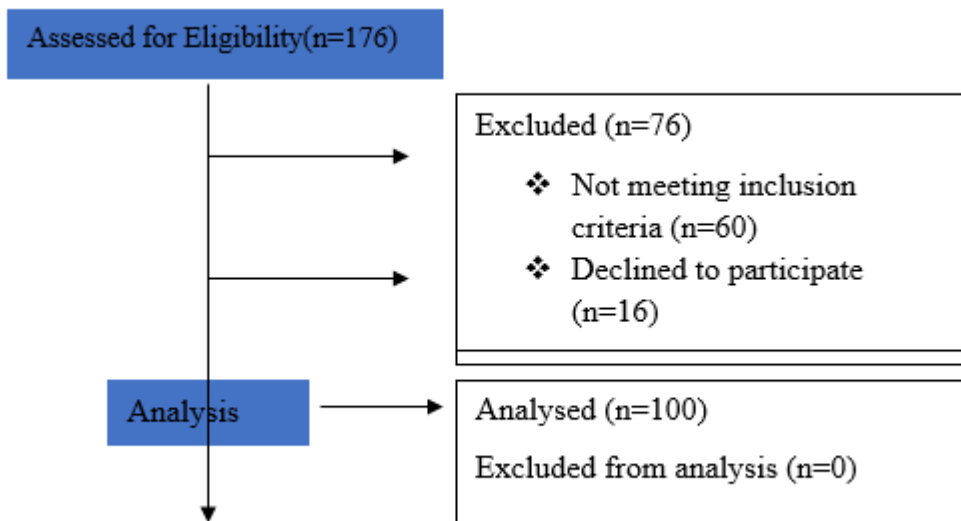 Assessed for Eligibility(n=176)
Excluded (n=76)
❖ Not meeting inclusion
criteria (n=60)
❖ Declined to participate
(n=16)
Analysis
Analysed (n=100)
Excluded from analysis (n=0)